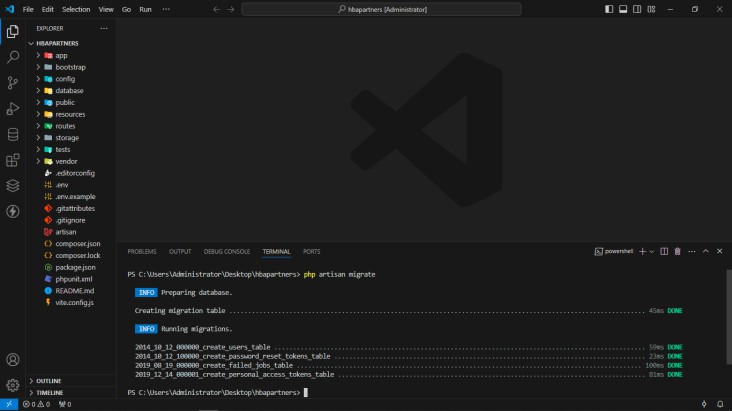 File Edit Selection View Go Run ···
hbapartners [Administrator]
EXPLORER ···
HBAPARTNERS
app
bootstrap
config
database
public
resources
routes
storage
tests
vendor
.editorconfig
.env
.env.example
.gitattributes
.gitignore
artisan
composer.json
composer.lock
package.json
phpunit.xml
README.md
vite.config.js
OUTLINE
TIMELINE
PROBLEMS OUTPUT DEBUG CONSOLE TERMINAL PORTS
powershell
PS C:\Users\Administrator\Desktop\hbapartners> php artisan migrate
INFO Preparing database.
Creating migration table ........................................ 45ms DONE
INFO Running migrations.
2014_10_12_000000_create_users_table ........................................ 59ms DONE
2014_10_12_100000_create_password_reset_tokens_table ........................................ 23ms DONE
2019_08_19_000000_create_failed_jobs_table ........................................ 100ms DONE
2019_12_14_000001_create_personal_access_tokens_table ........................................ 81ms DONE
PS C:\Users\Administrator\Desktop\hbapartners>
0 0 0